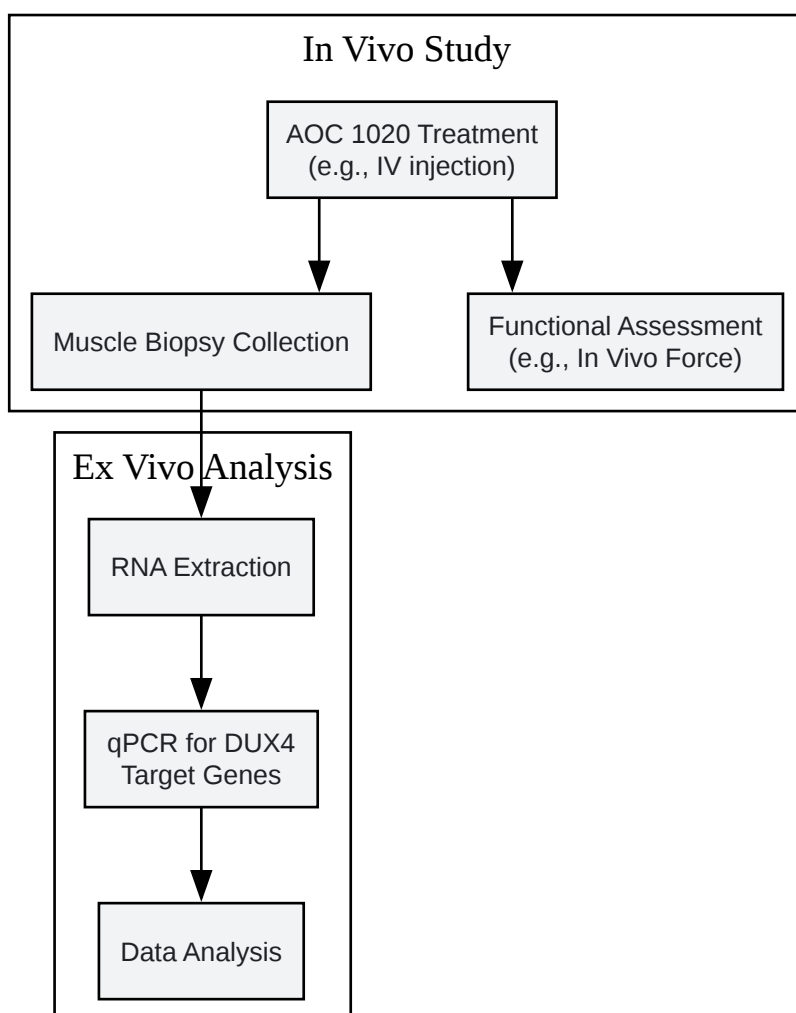 In Vivo Study
AOC 1020 Treatment
(e.g., IV injection)
Muscle Biopsy Collection
Functional Assessment
(e.g., In Vivo Force)
Ex Vivo Analysis
RNA Extraction
qPCR for DUX4
Target Genes
Data Analysis